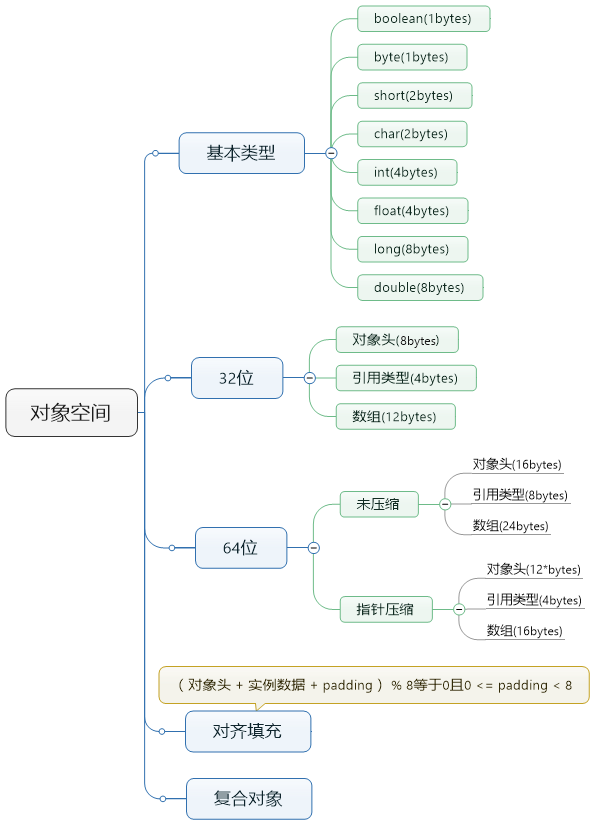 对象空间
基本类型
boolean(1bytes)
byte(1bytes)
short(2bytes)
char(2bytes)
int(4bytes)
float(4bytes)
long(8bytes)
double(8bytes)
32位
对象头(8bytes)
引用类型(4bytes)
数组(12bytes)
64位
未压缩
对象头(16bytes)
引用类型(8bytes)
数组(24bytes)
指针压缩
对象头(12*bytes)
引用类型(4bytes)
数组(16bytes)
（ 对象头 + 实例数据 + padding ） % 8等于0且0 <= padding < 8
对齐填充
复合对象